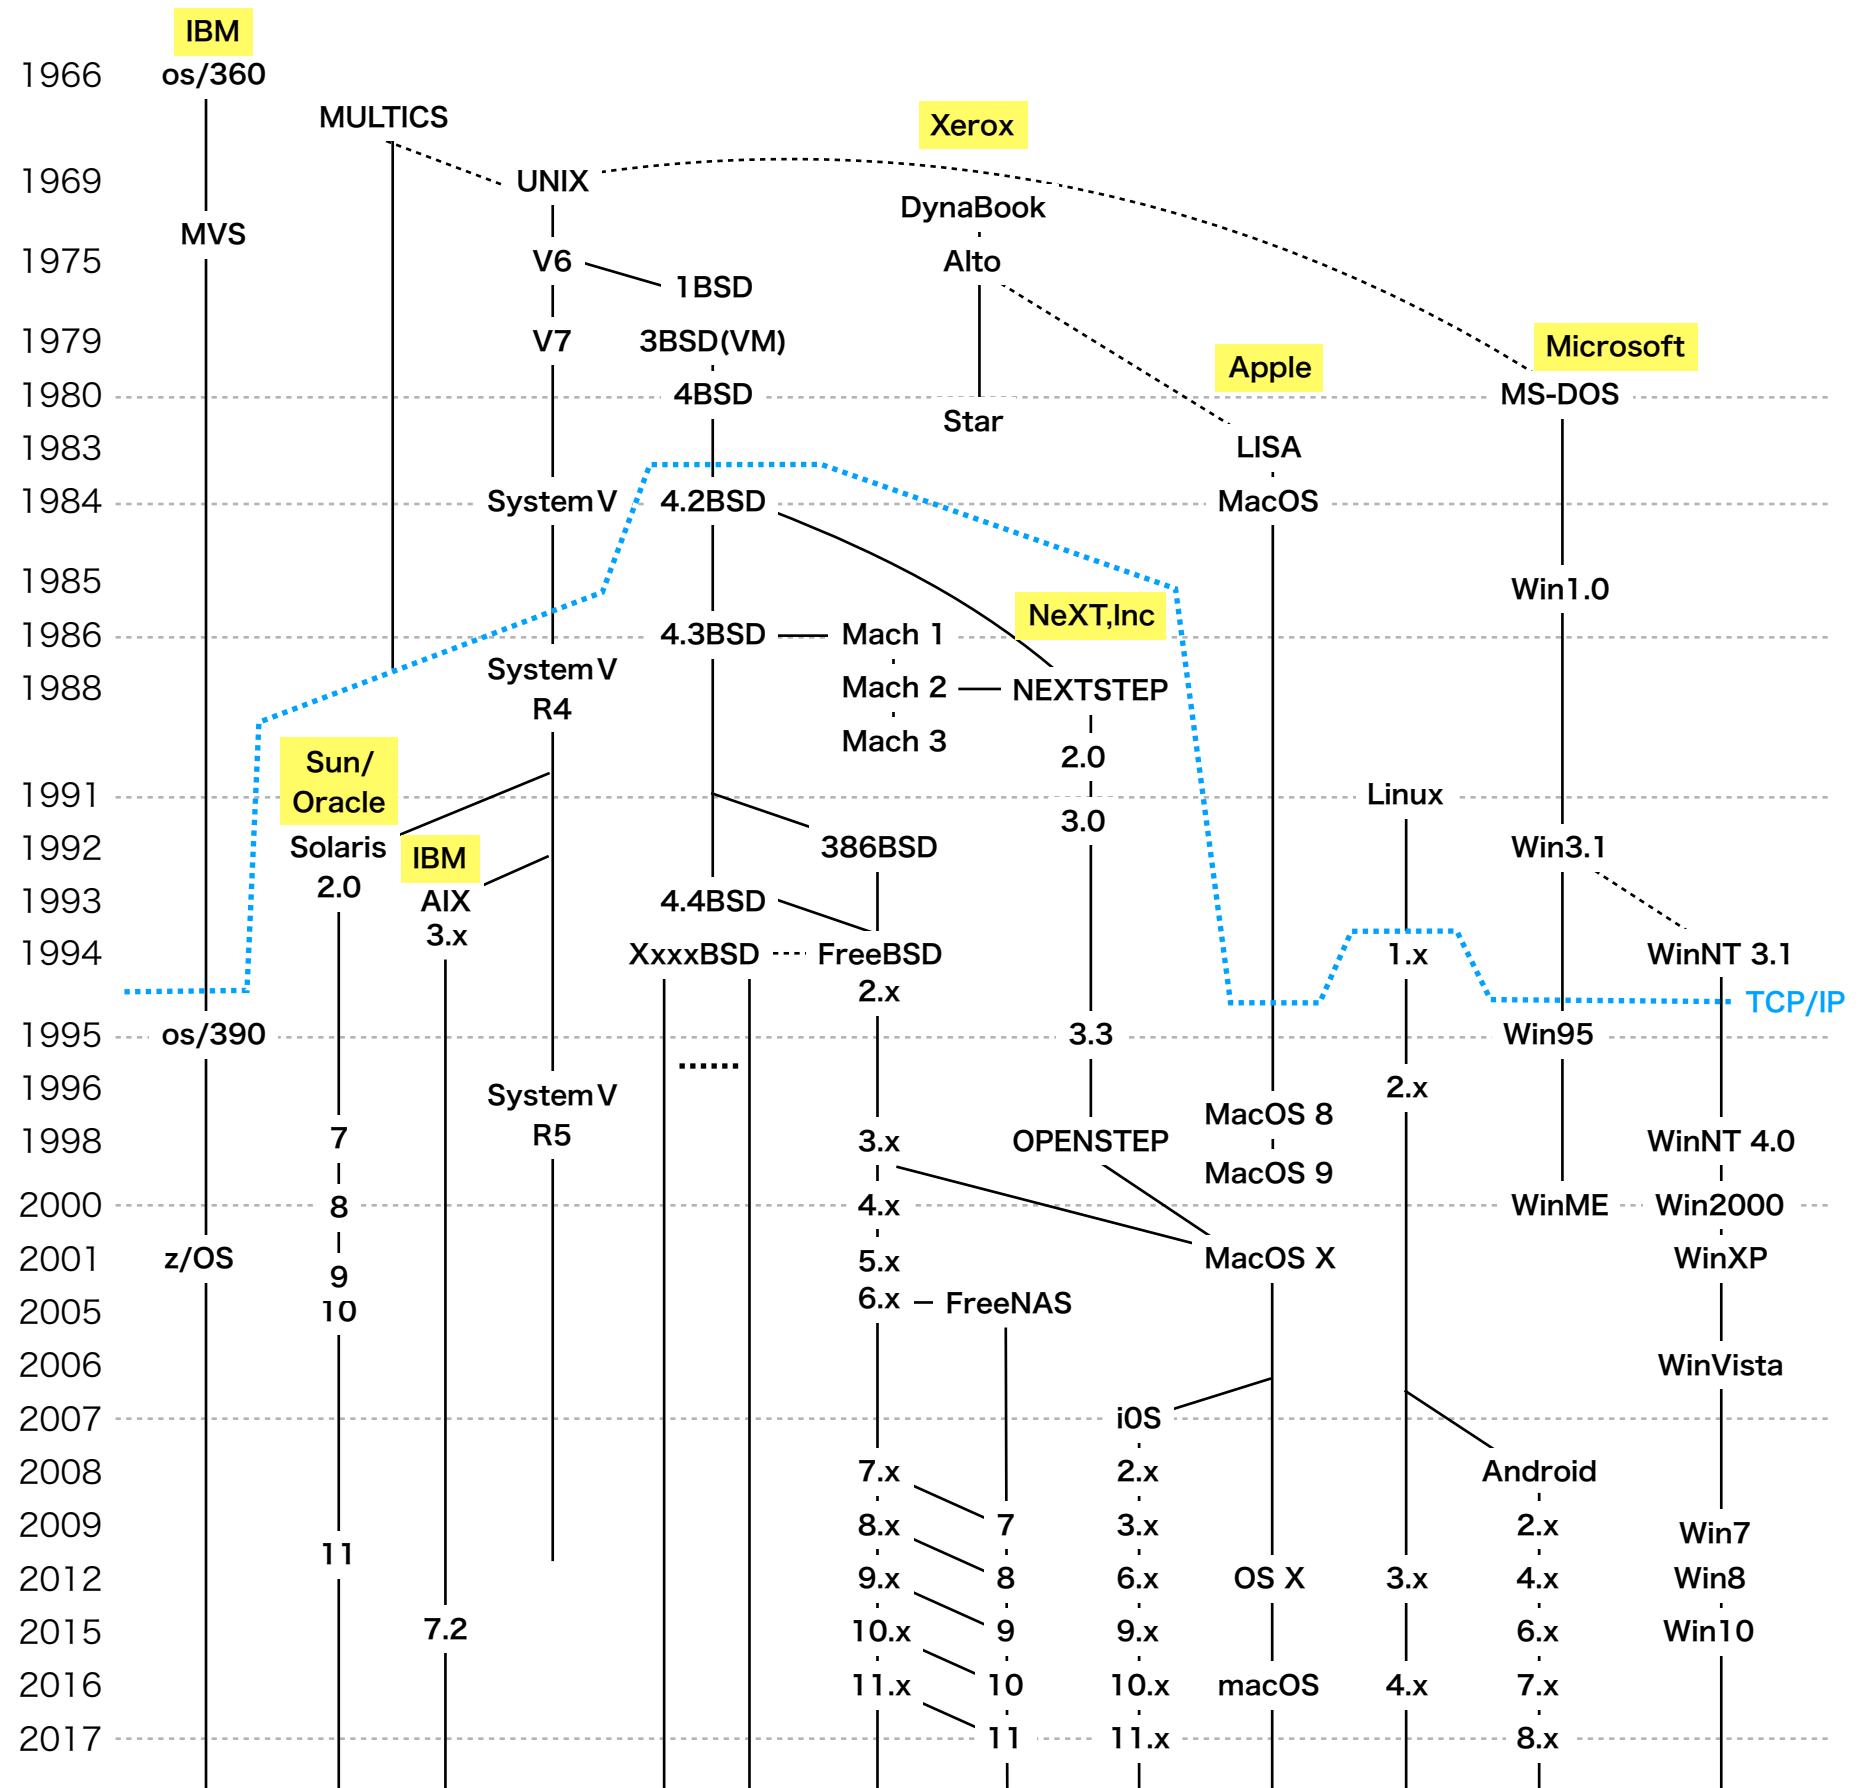 IBM
1966 os/360
MULTICS
Xerox
1969 UNIX
DynaBook
MVS
1975 V6 Alto
1BSD
1979 V7 3BSD(VM) Microsoft
Apple
1980 4BSD MS-DOS
Star
1983 LISA
1984 System V 4.2BSD MacOS
1985 Win1.0
NeXT,Inc
1986 4.3BSD Mach 1
System V
1988 Mach 2 NEXTSTEP
R4
Mach 3 2.0
Sun/
Oracle
1991 Linux
3.0
1992 Solaris IBM 386BSD Win3.1
2.0
1993 AIX 4.4BSD
3.x
1994 XxxxBSD FreeBSD 1.x WinNT 3.1
2.x
TCP/IP
1995 os/390 3.3 Win95
......
1996 System V 2.x
MacOS 8
1998 7 R5 3.x OPENSTEP WinNT 4.0
MacOS 9
2000 8 4.x WinME Win2000
2001 z/OS 5.x MacOS X WinXP
9
2005 10 6.x FreeNAS
2006 WinVista
2007 i0S
2008 7.x 2.x Android
2009 8.x 7 3.x 2.x Win7
11
2012 9.x 8 6.x OS X 3.x 4.x Win8
2015 7.2 10.x 9 9.x 6.x Win10
2016 11.x 10 10.x macOS 4.x 7.x
2017 11 11.x 8.x